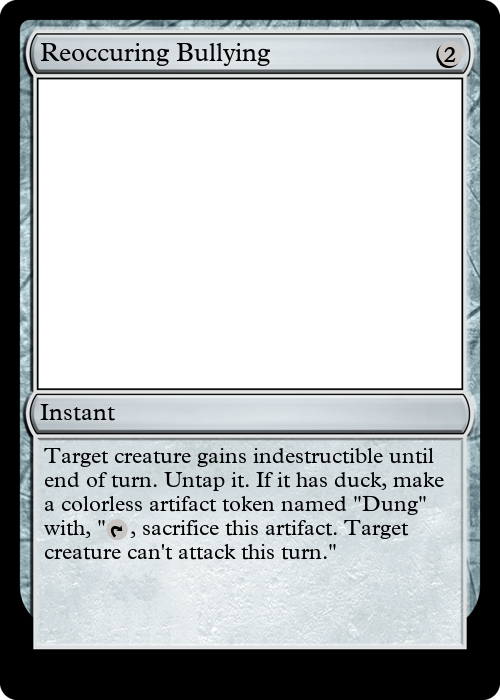 Reoccuring Bullying 2
Instant
Target creature gains indestructible until
end of turn. Untap it. If it has duck, make
a colorless artifact token named "Dung"
with, " , sacrifice this artifact. Target
creature can't attack this turn."